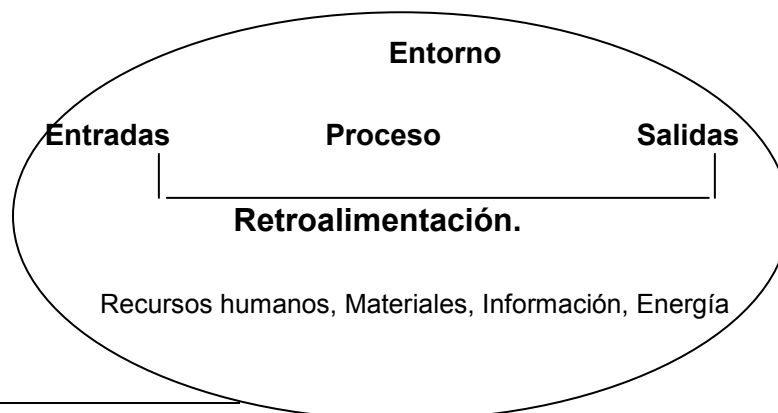 Entorno
Entradas Proceso Salidas
Retroalimentación.
Recursos humanos, Materiales, Información, Energía